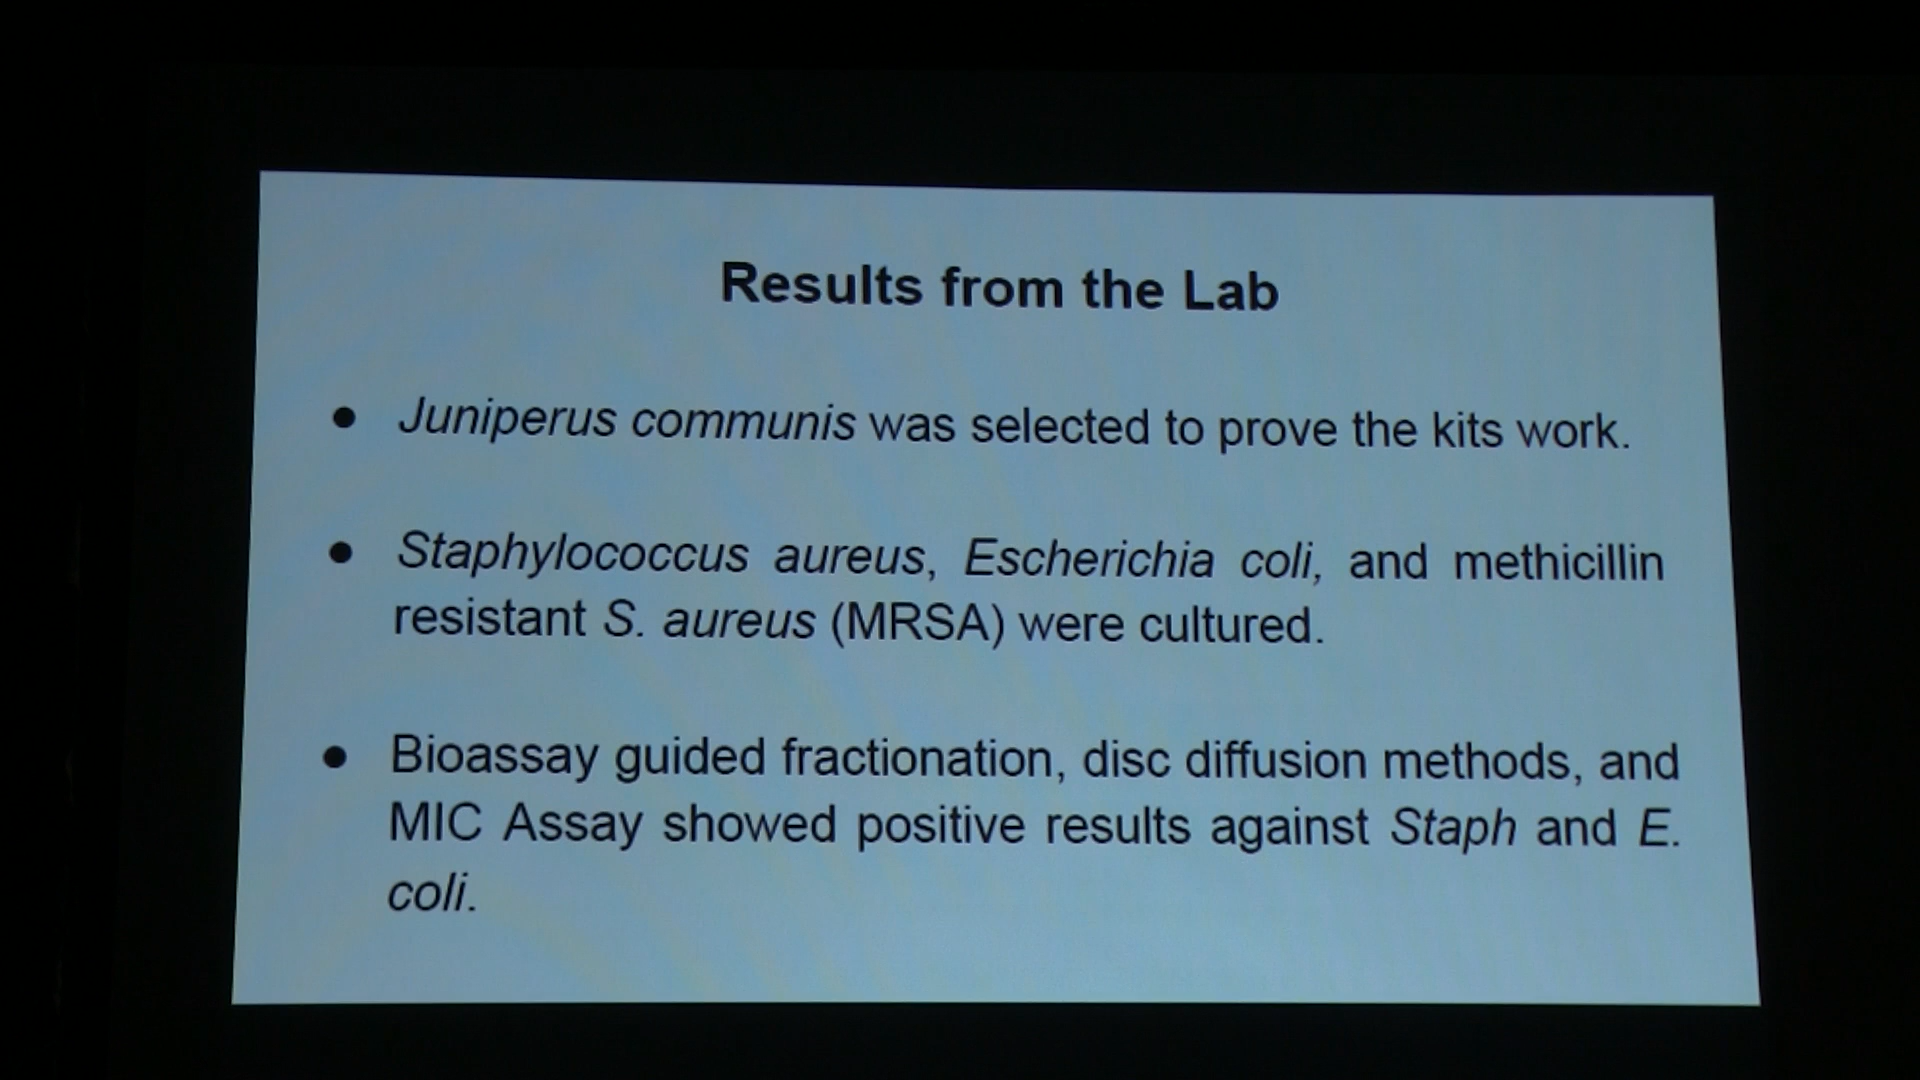 Results from the Lab
● Juniperus communis was selected to prove the kits work.
● Staphylococcus aureus, Escherichia coli, and methicillin
resistant S. aureus (MRSA) were cultured.
● Bioassay guided fractionation, disc diffusion methods, and
MIC Assay showed positive results against Staph and E.
coli.